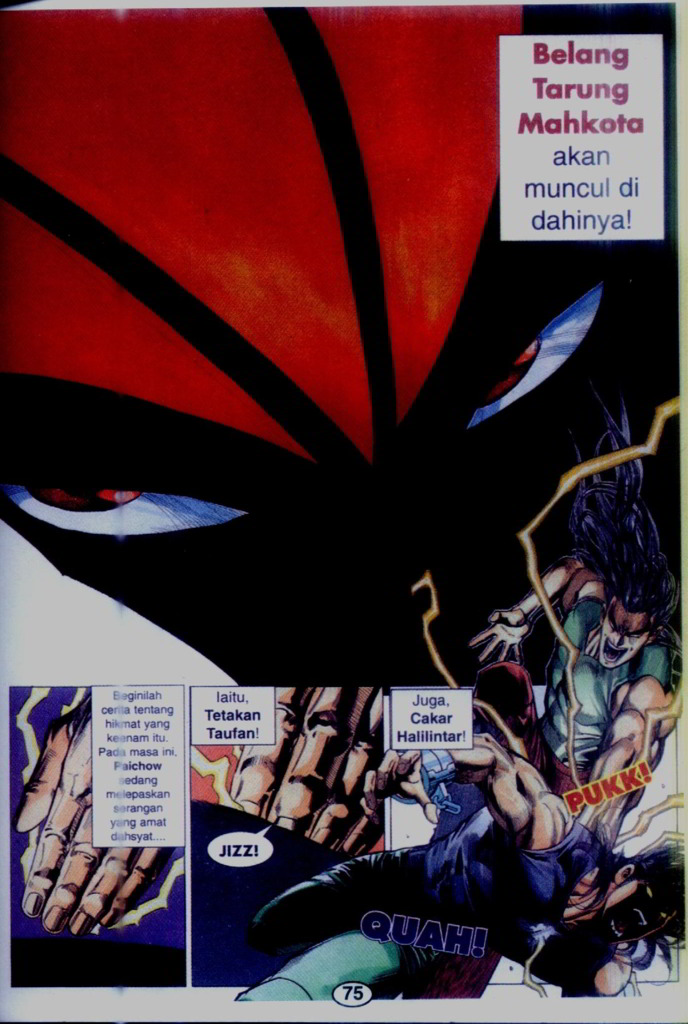 Belang
Tarung
Mahkota
akan
muncul di
dahinya!
Beginilah
cerita tentang
hikmat yang
keenam itu.
Pada masa ini,
Paichow
sedang
melepaskan
serangan
yang amat
dahsyat....
Iaitu,
Tetakan
Taufan!
JIZZ!
Juga,
Cakar
Halilintar!
PUKK!
QUAH!
75